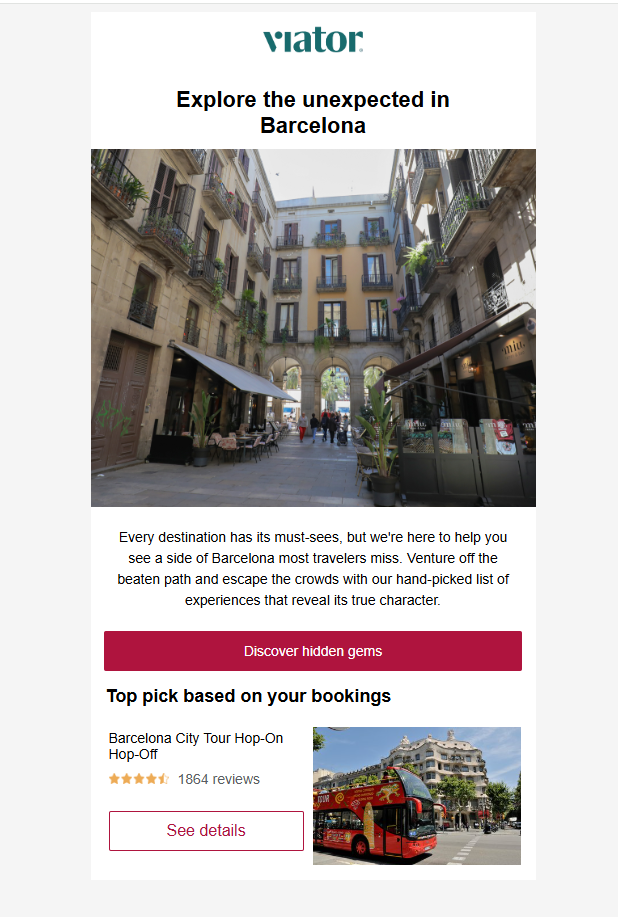 viator
Explore the unexpected in
Barcelona
Every destination has its must-sees, but we're here to help you
see a side of Barcelona most travelers miss. Venture off the
beaten path and escape the crowds with our hand-picked list of
experiences that reveal its true character.
Discover hidden gems
Top pick based on your bookings
Barcelona City Tour Hop-On
Hop-Off
1864 reviews
See details
TOUR